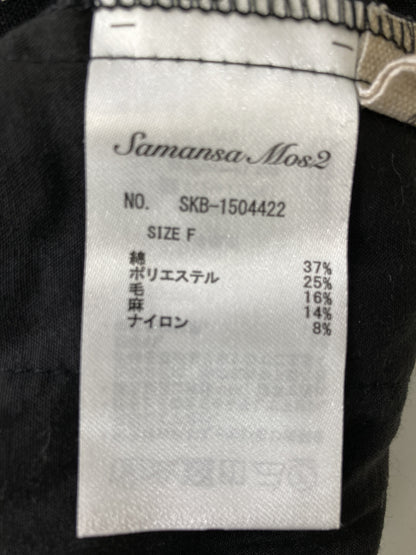 Samansa Mos2
NO. SKB-1504422
SIZE F
綿 37%
ポリエステル 25%
毛 16%
麻 14%
ナイロン 8%